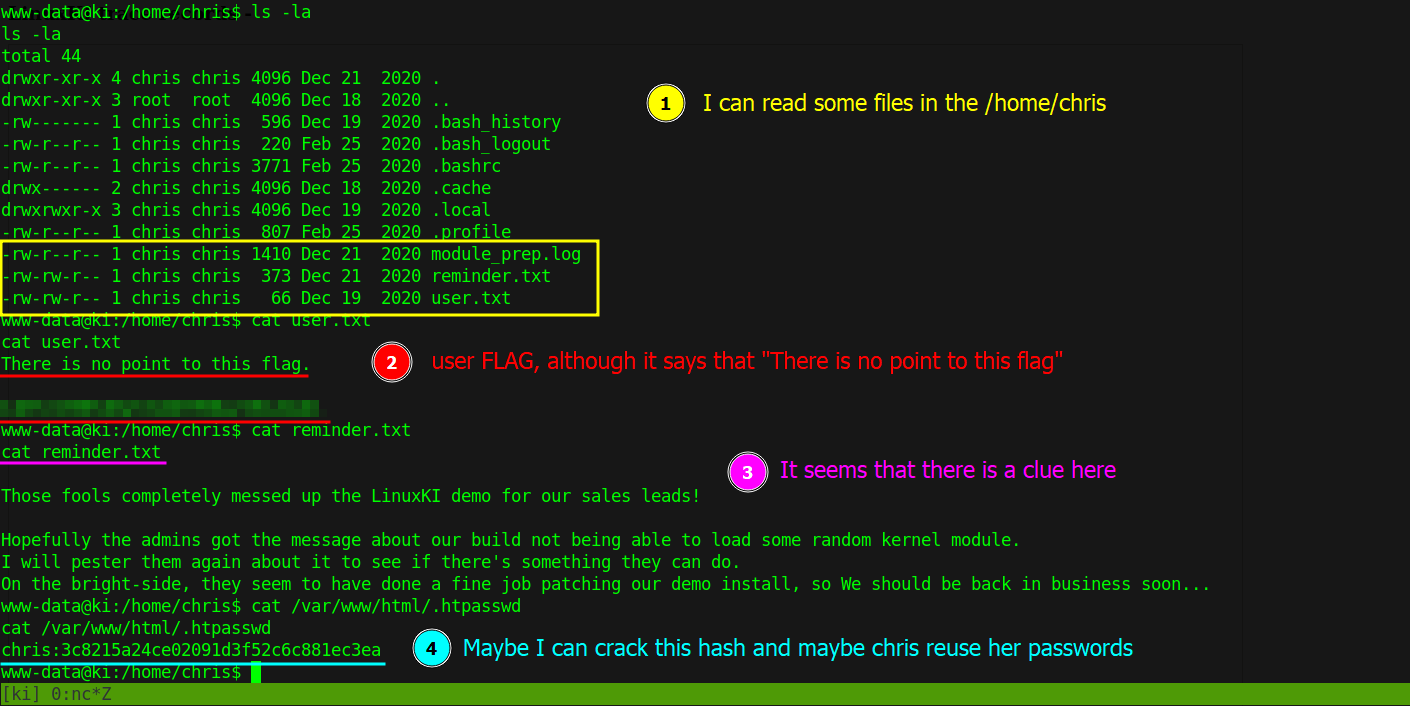 www-data@ki:/home/chris$ ls -la
ls -la
total 44
drwxr-xr-x 4 chris chris 4096 Dec 21  2020 .
drwxr-xr-x 3 root  root  4096 Dec 18  2020 ..
1 I can read some files in the /home/chris
-rw------- 1 chris chris  596 Dec 19  2020 .bash_history
-rw-r--r-- 1 chris chris  220 Feb 25  2020 .bash_logout
-rw-r--r-- 1 chris chris 3771 Feb 25  2020 .bashrc
drwx------ 2 chris chris 4096 Dec 18  2020 .cache
drwxrwxr-x 3 chris chris 4096 Dec 19  2020 .local
-rw-r--r-- 1 chris chris  807 Feb 25  2020 .profile
-rw-r--r-- 1 chris chris 1410 Dec 21  2020 module_prep.log
-rw-rw-r-- 1 chris chris  373 Dec 21  2020 reminder.txt
-rw-rw-r-- 1 chris chris   66 Dec 19  2020 user.txt
www-data@ki:/home/chris$ cat user.txt
cat user.txt
There is no point to this flag.
2 user FLAG, although it says that "There is no point to this flag"
www-data@ki:/home/chris$ cat reminder.txt
cat reminder.txt
3 It seems that there is a clue here
Those fools completely messed up the LinuxKI demo for our sales leads!
Hopefully the admins got the message about our build not being able to load some random kernel module.
I will pester them again about it to see if there's something they can do.
On the bright-side, they seem to have done a fine job patching our demo install, so We should be back in business soon...
www-data@ki:/home/chris$ cat /var/www/html/.htpasswd
cat /var/www/html/.htpasswd
chris:3c8215a24ce02091d3f52c6c881ec3ea
4 Maybe I can crack this hash and maybe chris reuse her passwords
www-data@ki:/home/chris$
[ki] 0:nc*Z